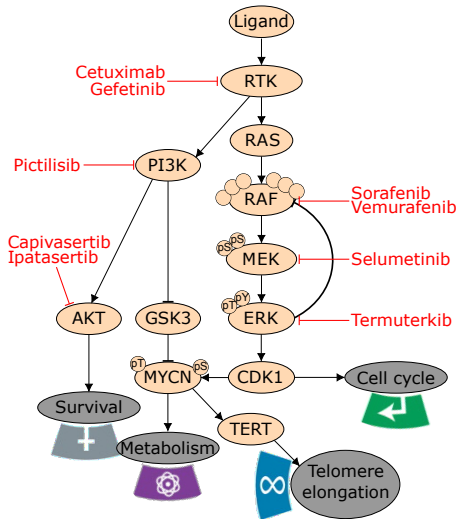 Ligand
Cetuximab
Gefetinib
RTK
RAS
Pictilisib
PI3K
RAF
Sorafenib
Vemurafenib
pS
pS
MEK
Selumetinib
Capivasertib
Ipatasertib
AKT
GSK3
pT
pY
ERK
Termuterkib
pT
MYCN
pS
CDK1
Cell cycle
Survival
TERT
Metabolism
Telomere
elongation